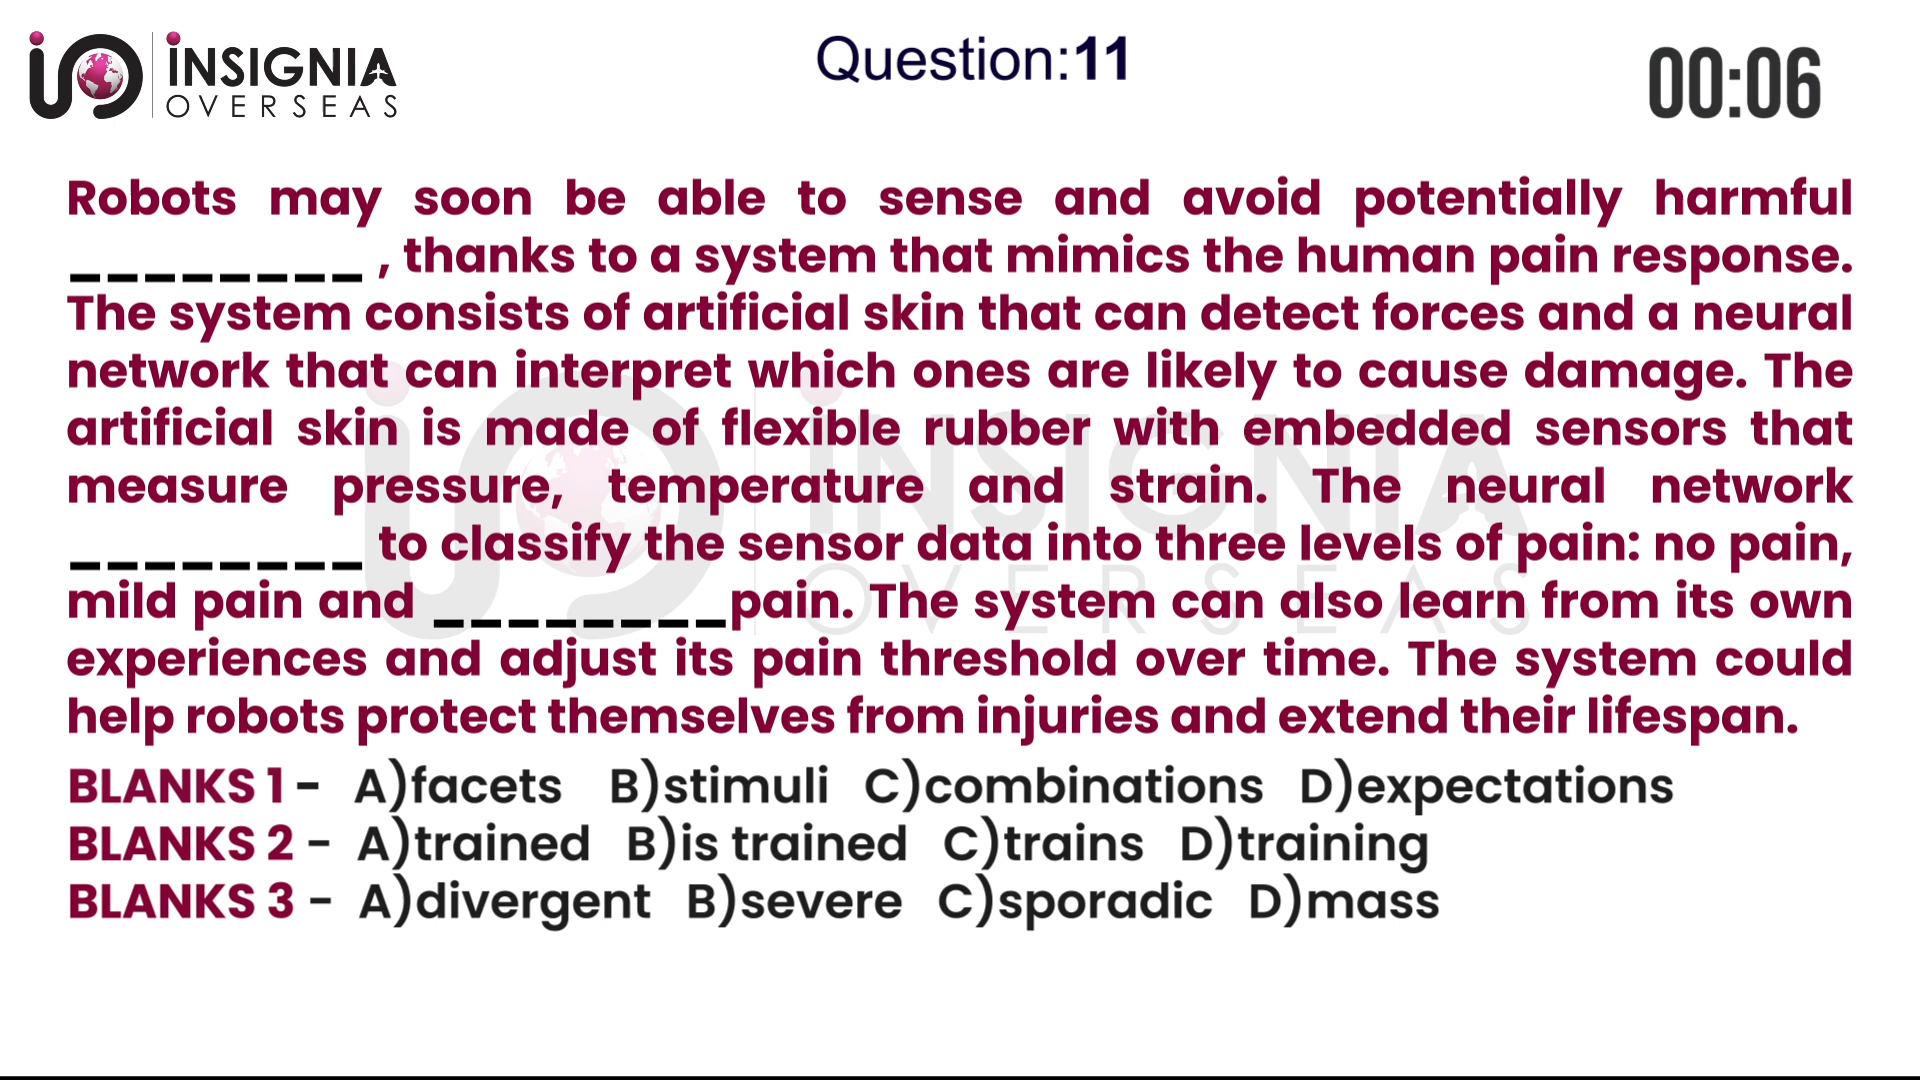 INSIGNIA
OVERSEAS
Question:11
00:06
Robots may soon be able to sense and avoid potentially harmful
________ , thanks to a system that mimics the human pain response.
The system consists of artificial skin that can detect forces and a neural
network that can interpret which ones are likely to cause damage. The
artificial skin is made of flexible rubber with embedded sensors that
measure pressure, temperature and strain. The neural network
________ to classify the sensor data into three levels of pain: no pain,
mild pain and ________pain. The system can also learn from its own
experiences and adjust its pain threshold over time. The system could
help robots protect themselves from injuries and extend their lifespan.
BLANKS 1 - A)facets B)stimuli C)combinations D)expectations
BLANKS 2 - A)trained B)is trained C)trains D)training
BLANKS 3 - A)divergent B)severe C)sporadic D)mass
INSIGNIA
OVERSEAS